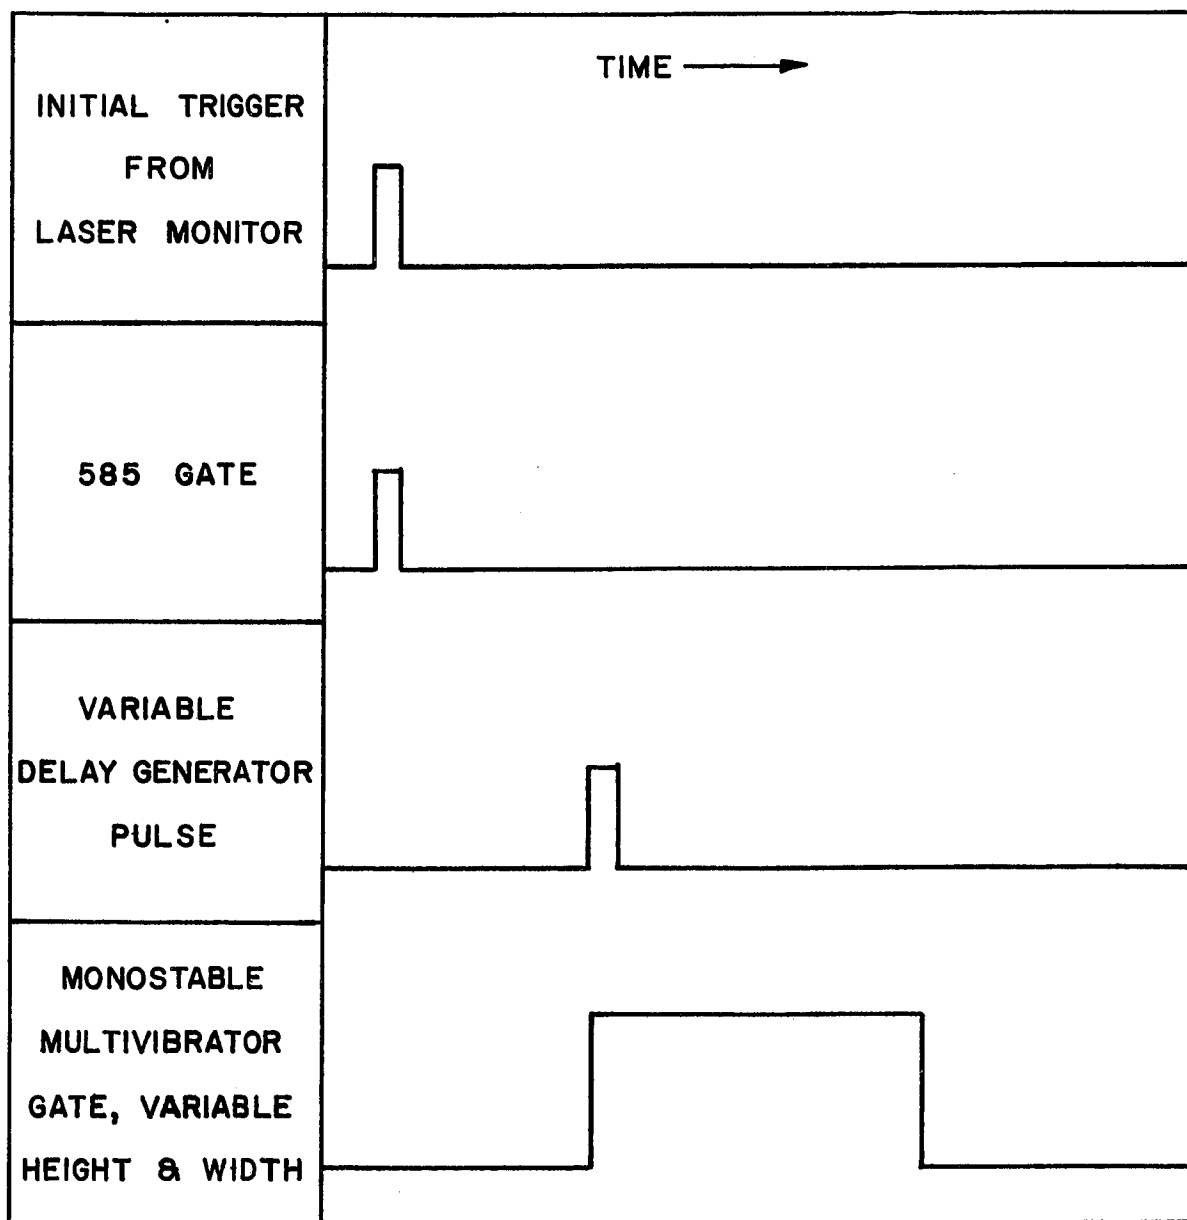 TIME
INITIAL TRIGGER
FROM
LASER MONITOR
585 GATE
VARIABLE
DELAY GENERATOR
PULSE
MONOSTABLE
MULTIVIBRATOR
GATE, VARIABLE
HEIGHT & WIDTH